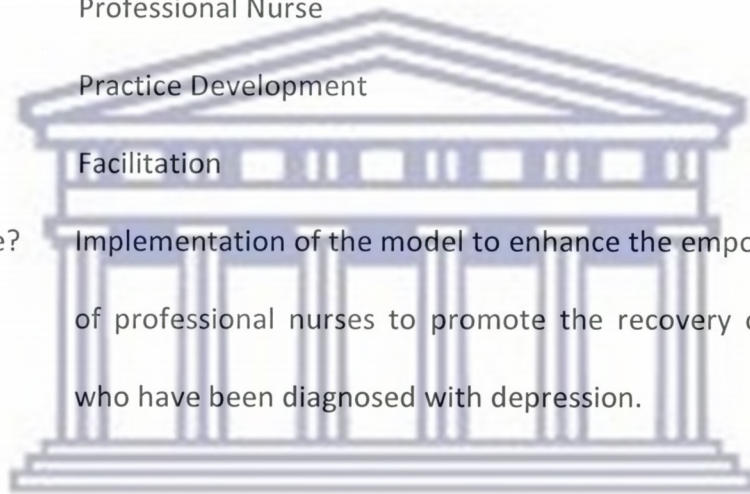 Professional Nurse
Practice Development
Facilitation
e? Implementation of the model to enhance the empo
of professional nurses to promote the recovery
who have been diagnosed with depression.